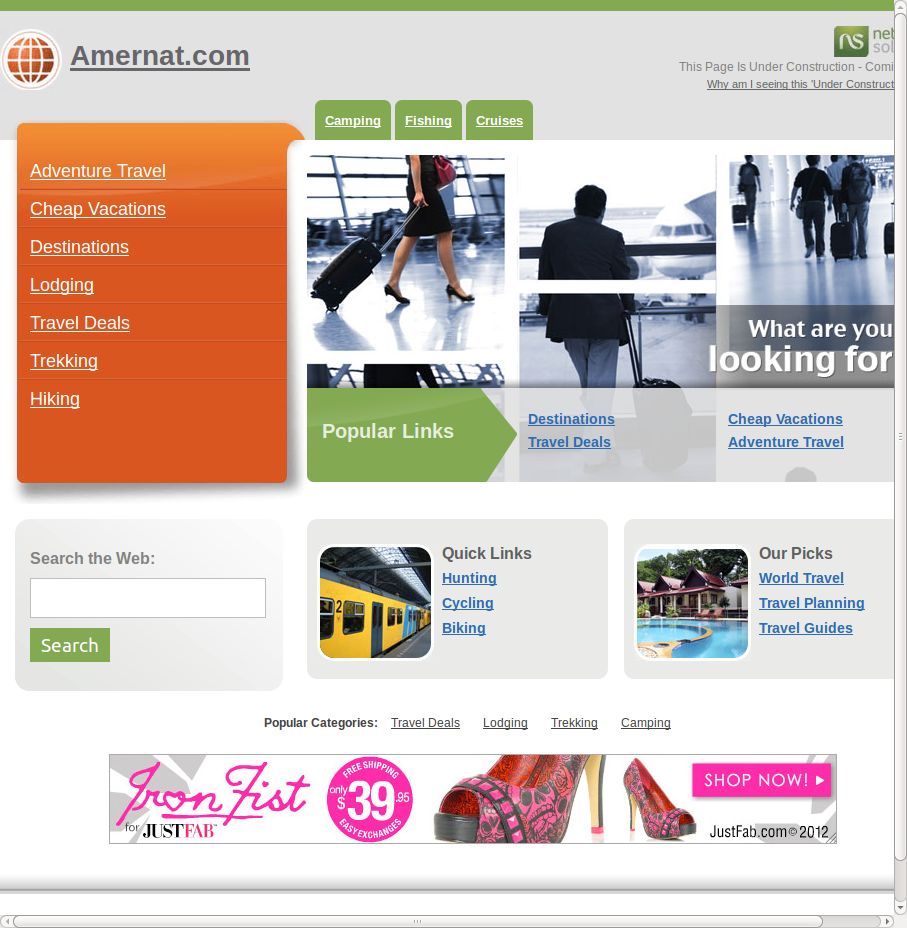 Amernat.com
net
sol
This Page Is Under Construction - Comi
Why am I seeing this 'Under Construct
Camping Fishing Cruises
Adventure Travel
Cheap Vacations
Destinations
Lodging
Travel Deals
Trekking
Hiking
What are you
looking for
Popular Links
Destinations Cheap Vacations
Travel Deals Adventure Travel
Search the Web:
Search
Quick Links
Hunting
Cycling
Biking
2
Our Picks
World Travel
Travel Planning
Travel Guides
Popular Categories: Travel Deals Lodging Trekking Camping
Iron Fist
for JUSTFAB
FREE SHIPPING
only $39.95
EASY EXCHANGES
SHOP NOW!
JustFab.com © 2012